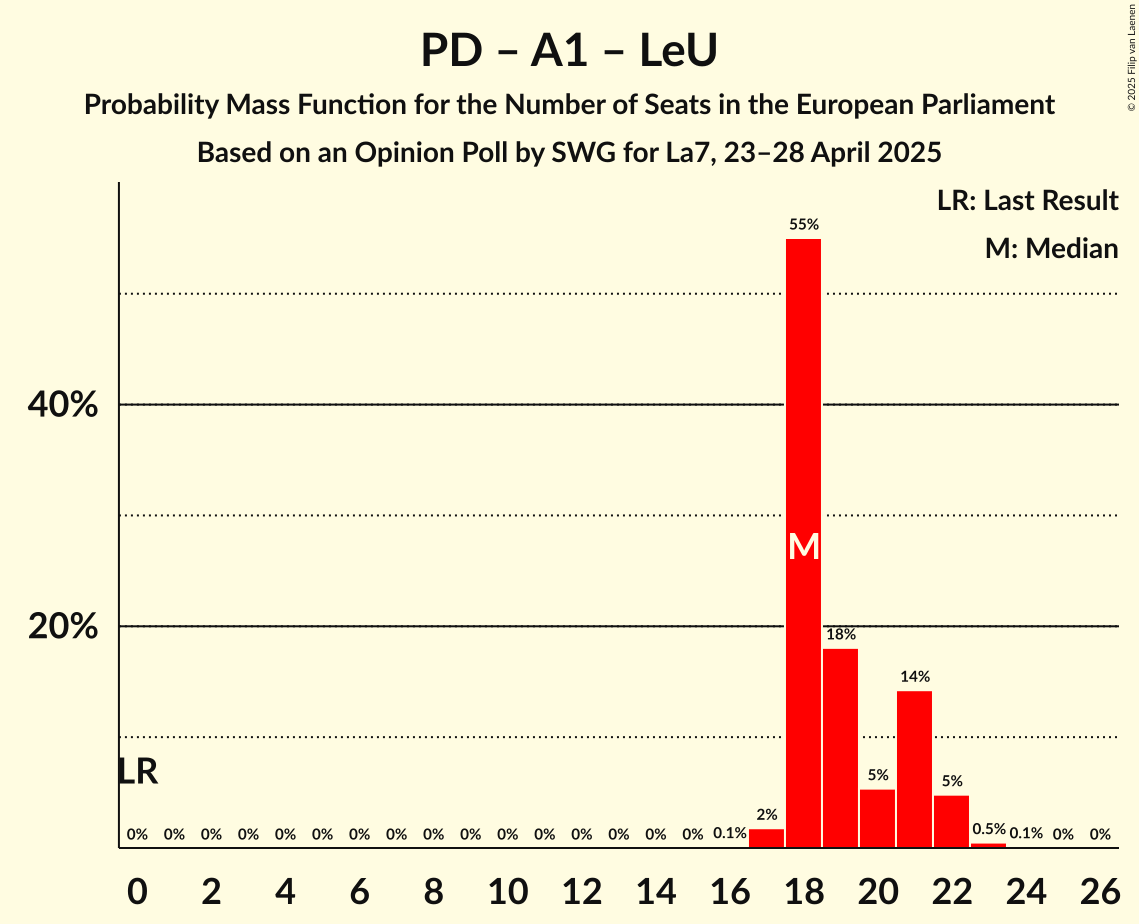 PD – A1 – LeU
Probability Mass Function for the Number of Seats in the European Parliament
Based on an Opinion Poll by SWG for La7, 23–28 April 2025
© 2025 Filip van Laenen
LR: Last Result
M: Median
55%
40%
M
20%
18%
14%
LR
5%
5%
2%
0% 0% 0% 0% 0% 0% 0% 0% 0% 0% 0% 0% 0% 0% 0% 0% 0.1% 0.5% 0.1% 0% 0%
0 2 4 6 8 10 12 14 16 18 20 22 24 26